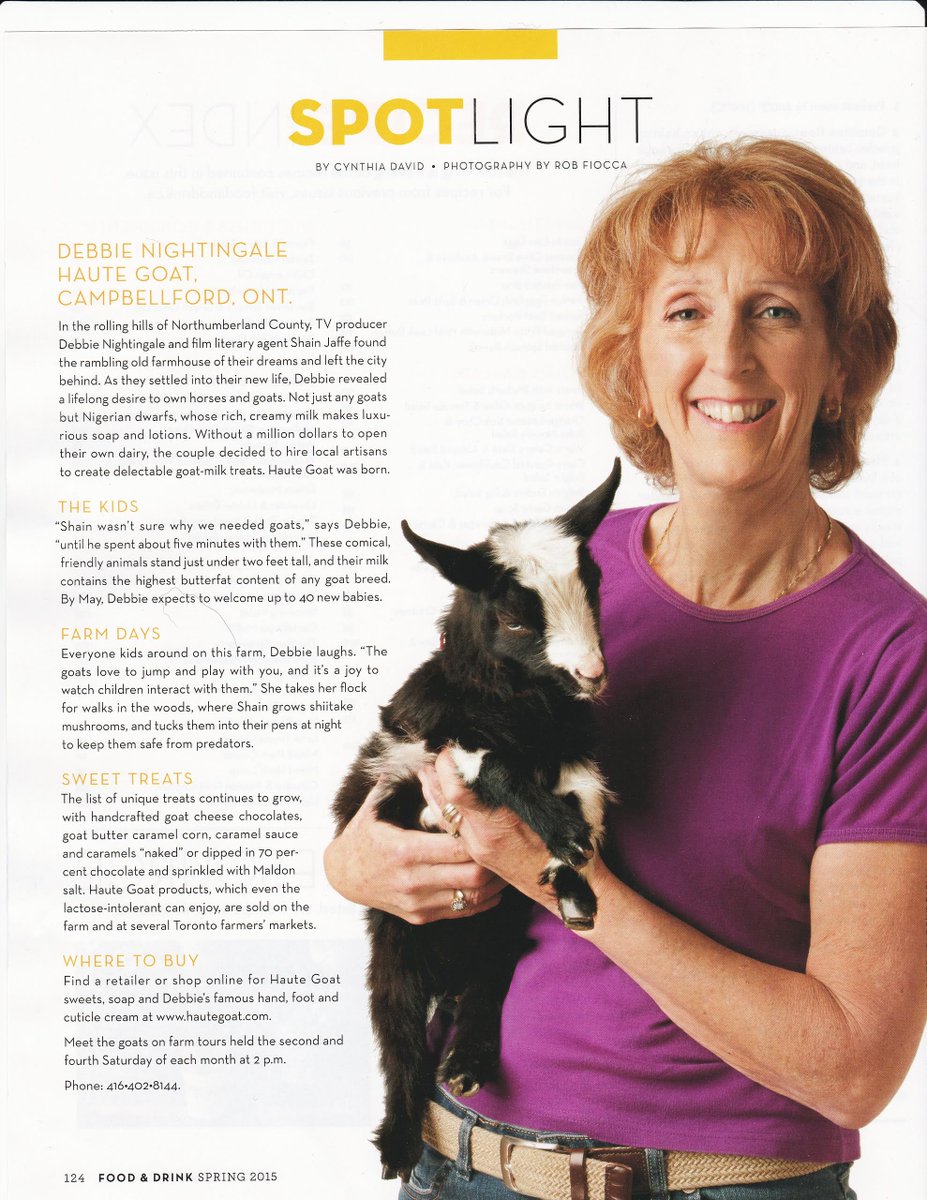 SPOTLIGHT
BY CYNTHIA DAVID • PHOTOGRAPHY BY ROB FIOCCA
DEBBIE NIGHTINGALE
HAUTE GOAT,
CAMPBELLFORD, ONT.
In the rolling hills of Northumberland County, TV producer
Debbie Nightingale and film literary agent Shain Jaffe found
the rambling old farmhouse of their dreams and left the city
behind. As they settled into their new life, Debbie revealed
a lifelong desire to own horses and goats. Not just any goats
but Nigerian dwarfs, whose rich, creamy milk makes luxu-
rious soap and lotions. Without a million dollars to open
their own dairy, the couple decided to hire local artisans
to create delectable goat-milk treats. Haute Goat was born.
THE KIDS
“Shain wasn’t sure why we needed goats,” says Debbie,
“until he spent about five minutes with them.” These comical,
friendly animals stand just under two feet tall, and their milk
contains the highest butterfat content of any goat breed.
By May, Debbie expects to welcome up to 40 new babies.
FARM DAYS
Everyone kids around on this farm, Debbie laughs. “The
goats love to jump and play with you, and it’s a joy to
watch children interact with them.” She takes her flock
for walks in the woods, where Shain grows shiitake
mushrooms, and tucks them into their pens at night
to keep them safe from predators.
SWEET TREATS
The list of unique treats continues to grow,
with handcrafted goat cheese chocolates,
goat butter caramel corn, caramel sauce
and caramels “naked” or dipped in 70 per-
cent chocolate and sprinkled with Maldon
salt. Haute Goat products, which even the
lactose-intolerant can enjoy, are sold on the
farm and at several Toronto farmers’ markets.
WHERE TO BUY
Find a retailer or shop online for Haute Goat
sweets, soap and Debbie’s famous hand, foot and
cuticle cream at www.hautegoat.com.
Meet the goats on farm tours held the second and
fourth Saturday of each month at 2 p.m.
Phone: 416•402•8144.
124 FOOD & DRINK SPRING 2015